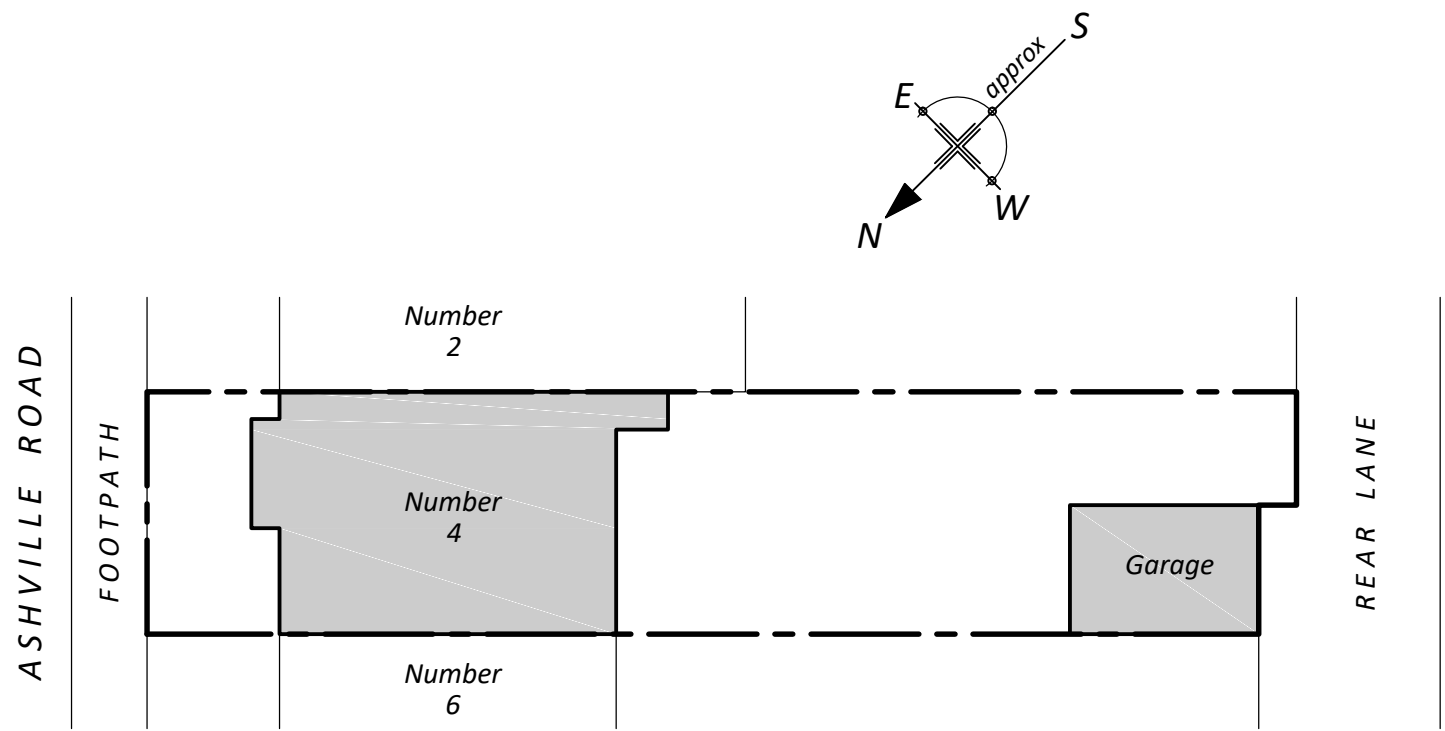 S
approx
E
W
N
Number
2
ASHVILLE ROAD
FOOTPATH
Number
4
Garage
REAR LANE
Number
6